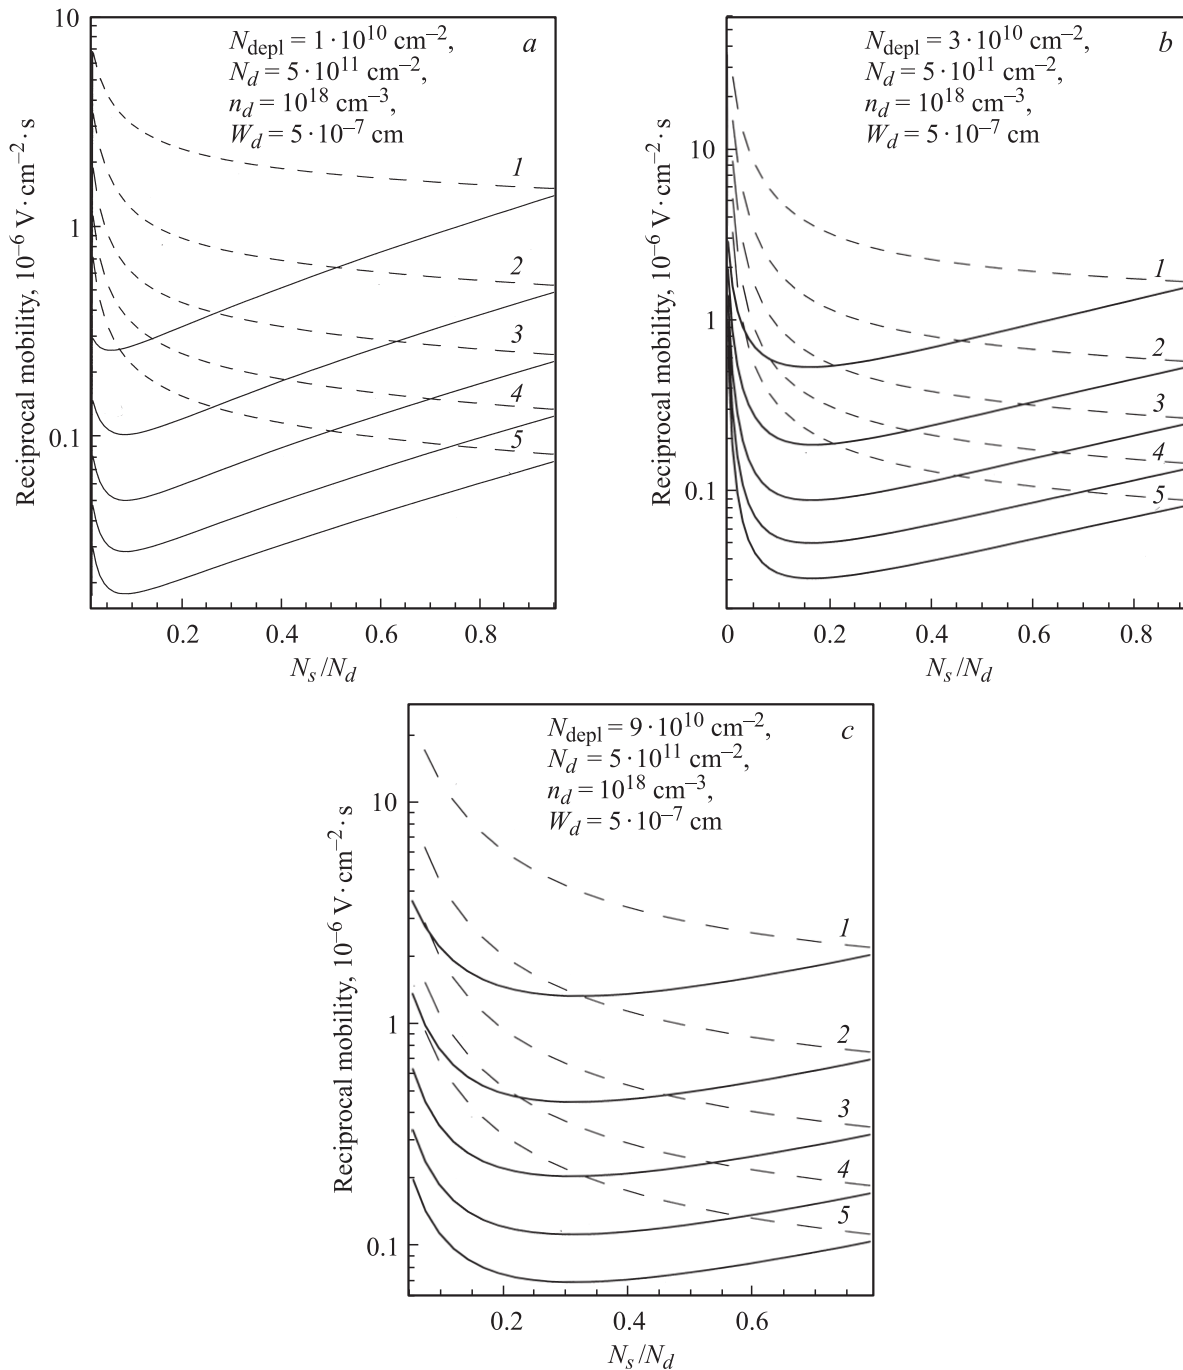 10
N_depl = 1·10^10 cm^–2,
a
N_d = 5·10^11 cm^–2,
n_d = 10^18 cm^–3,
W_d = 5·10^–7 cm
1
1
2
3
0.1
4
5
Reciprocal mobility, 10^–6 V·cm^–2·s
0.2
0.4
0.6
0.8
N_s/N_d
N_depl = 3·10^10 cm^–2,
b
N_d = 5·10^11 cm^–2,
n_d = 10^18 cm^–3,
W_d = 5·10^–7 cm
10
1
1
2
3
4
0.1
5
Reciprocal mobility, 10^–6 V·cm^–2·s
0
0.2
0.4
0.6
0.8
N_s/N_d
N_depl = 9·10^10 cm^–2,
c
N_d = 5·10^11 cm^–2,
n_d = 10^18 cm^–3,
W_d = 5·10^–7 cm
10
1
1
2
3
4
5
0.1
Reciprocal mobility, 10^–6 V·cm^–2·s
0.2
0.4
0.6
N_s/N_d